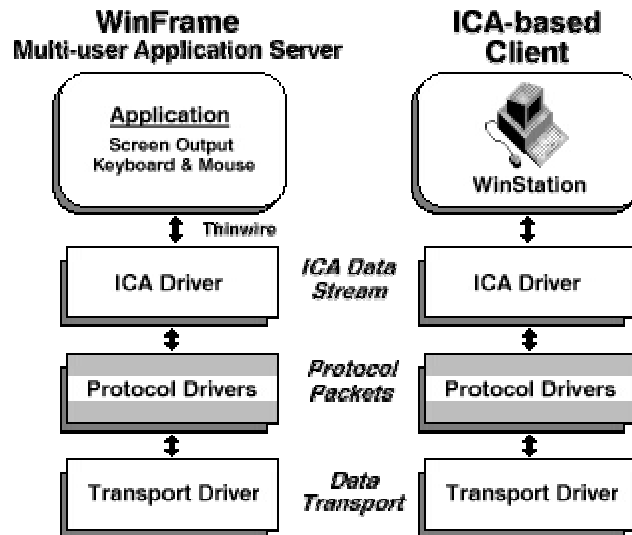 WinFrame
Multi-user Application Server
ICA-based
Client
Application
Screen Output
Keyboard & Mouse
WinStation
Thinwire
ICA Driver
ICA Data
Stream
ICA Driver
Protocol Drivers
Protocol
Packets
Protocol Drivers
Transport Driver
Data
Transport
Transport Driver